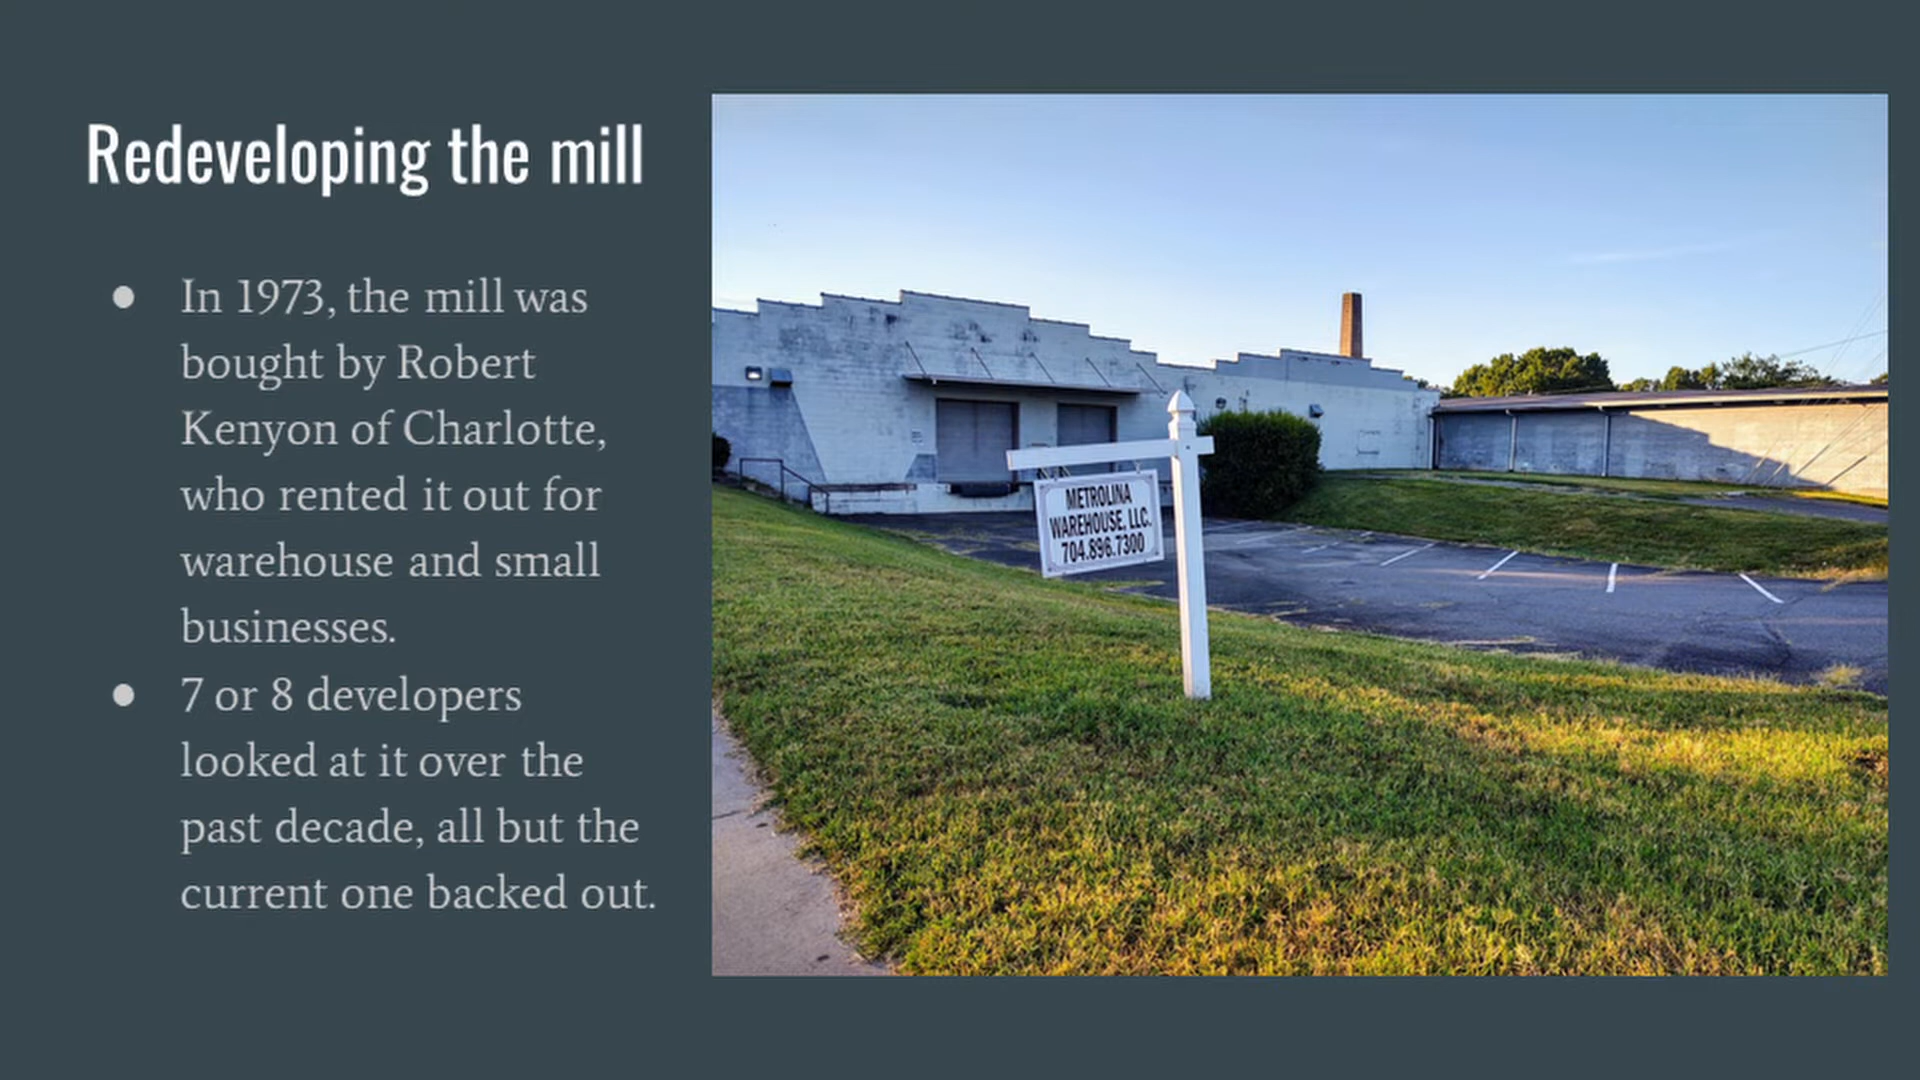 Redeveloping the mill
● In 1973, the mill was
bought by Robert
Kenyon of Charlotte,
who rented it out for
warehouse and small
businesses.
● 7 or 8 developers
looked at it over the
past decade, all but the
current one backed out.
METROLINA
WAREHOUSE, LLC.
704.896.7300